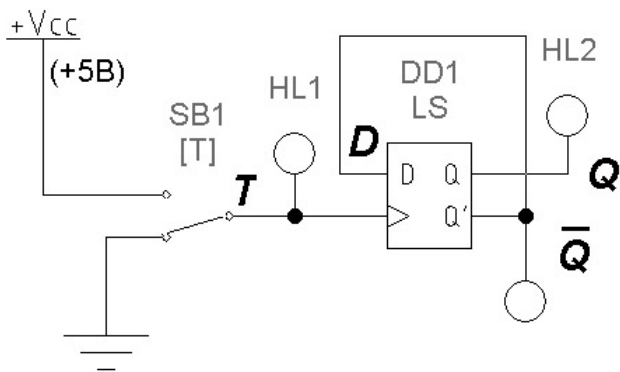 +Vcc
(+5В)
SB1
[T]
T
HL1
D
DD1
LS
D Q
Q'
HL2
Q
Q̅